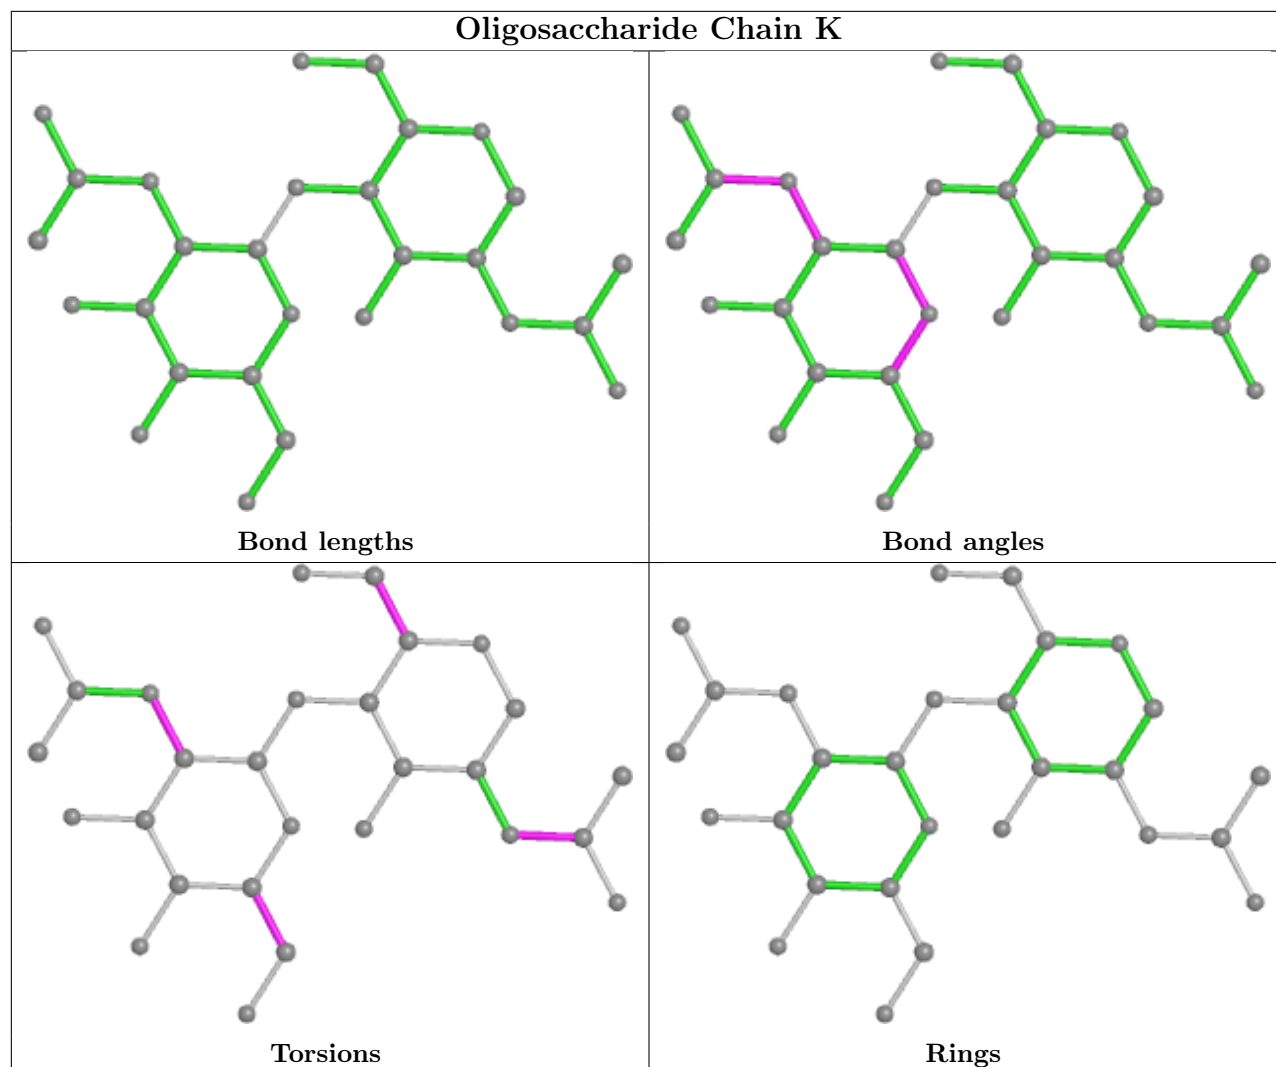 Oligosaccharide Chain K
Bond lengths
Bond angles
Torsions
Rings